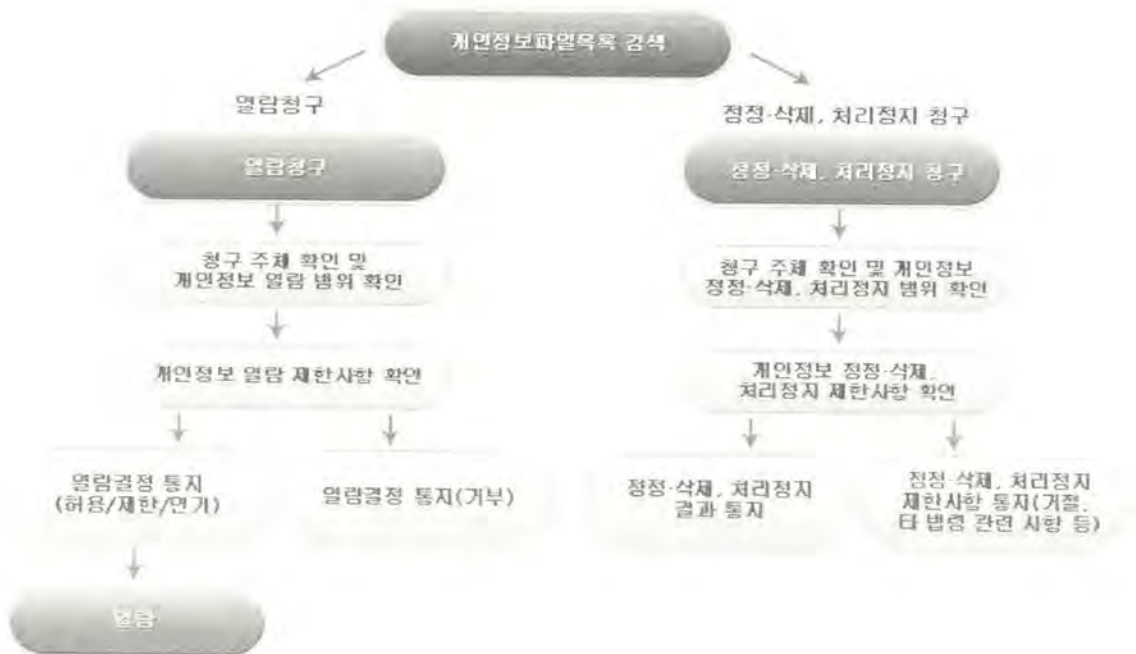 개인정보파일목록 검색
열람청구
정정·삭제, 처리정지 청구
열람청구
정정·삭제, 처리정지 청구
청구 주체 확인 및
개인정보 열람 범위 확인
청구 주체 확인 및 개인정보
정정·삭제, 처리정지 범위 확인
개인정보 열람 제한사항 확인
개인정보 정정·삭제,
처리정지 제한사항 확인
열람결정 통지
(허용/제한/연기)
열람결정 통지(거부)
정정·삭제, 처리정지
결과 통지
정정·삭제, 처리정지
제한사항 통지(거절,
타 법령 관련 사항 등)
열람